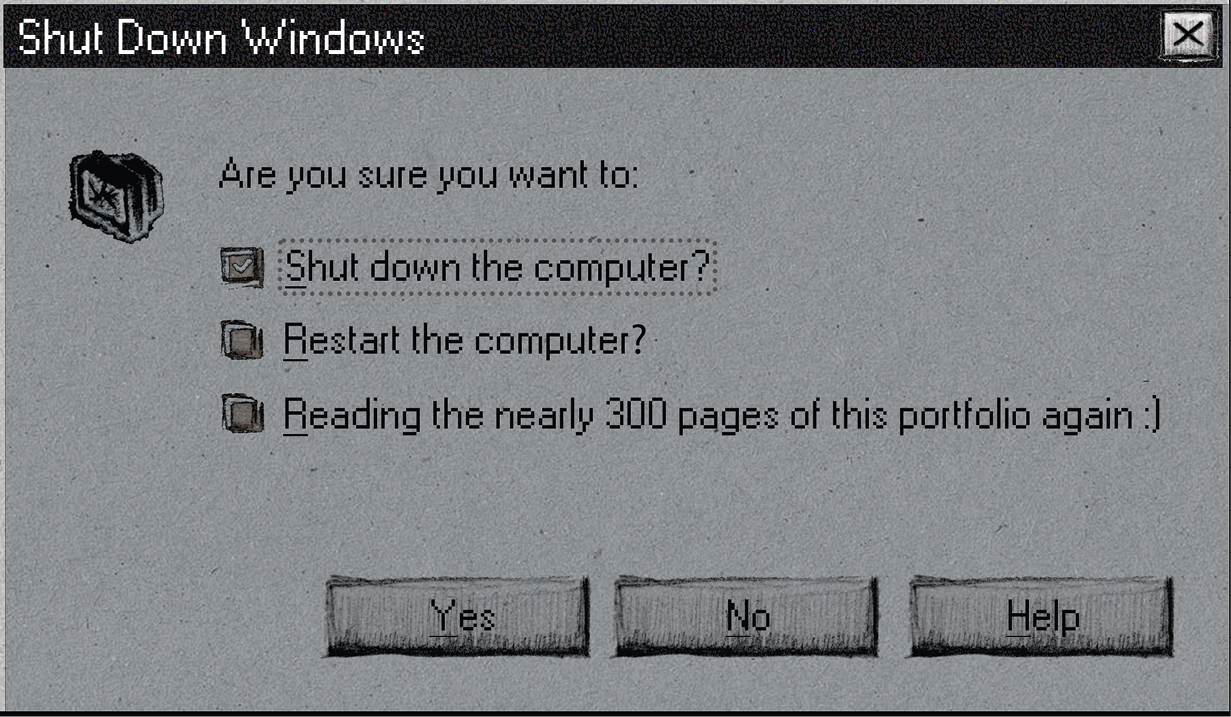 Shut Down Windows
Are you sure you want to:
Shut down the computer?
Restart the computer?
Reading the nearly 300 pages of this portfolio again :)
Yes No Help